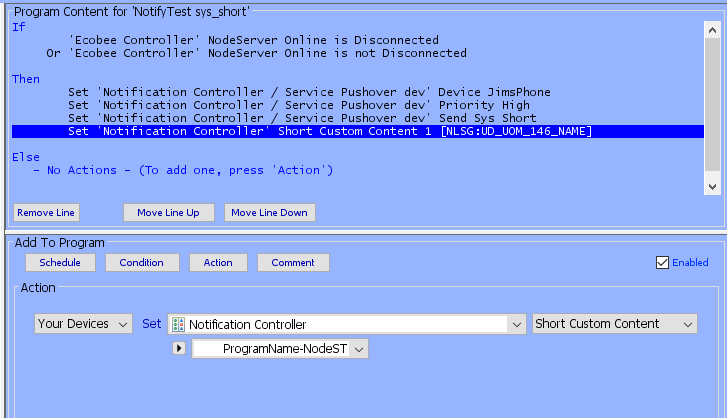 Program Content for 'NotifyTest sys_short'
If
'Ecobee Controller' NodeServer Online is Disconnected
Or 'Ecobee Controller' NodeServer Online is not Disconnected
Then
Set 'Notification Controller / Service Pushover dev' Device JimsPhone
Set 'Notification Controller / Service Pushover dev' Priority High
Set 'Notification Controller / Service Pushover dev' Send Sys Short
Set 'Notification Controller' Short Custom Content 1 [NLSG:UD_UOM_146_NAME]
Else
- No Actions - (To add one, press 'Action')
Remove Line Move Line Up Move Line Down
Add To Program
Schedule Condition Action Comment Enabled
Action
Your Devices Set Notification Controller Short Custom Content
ProgramName-NodeST